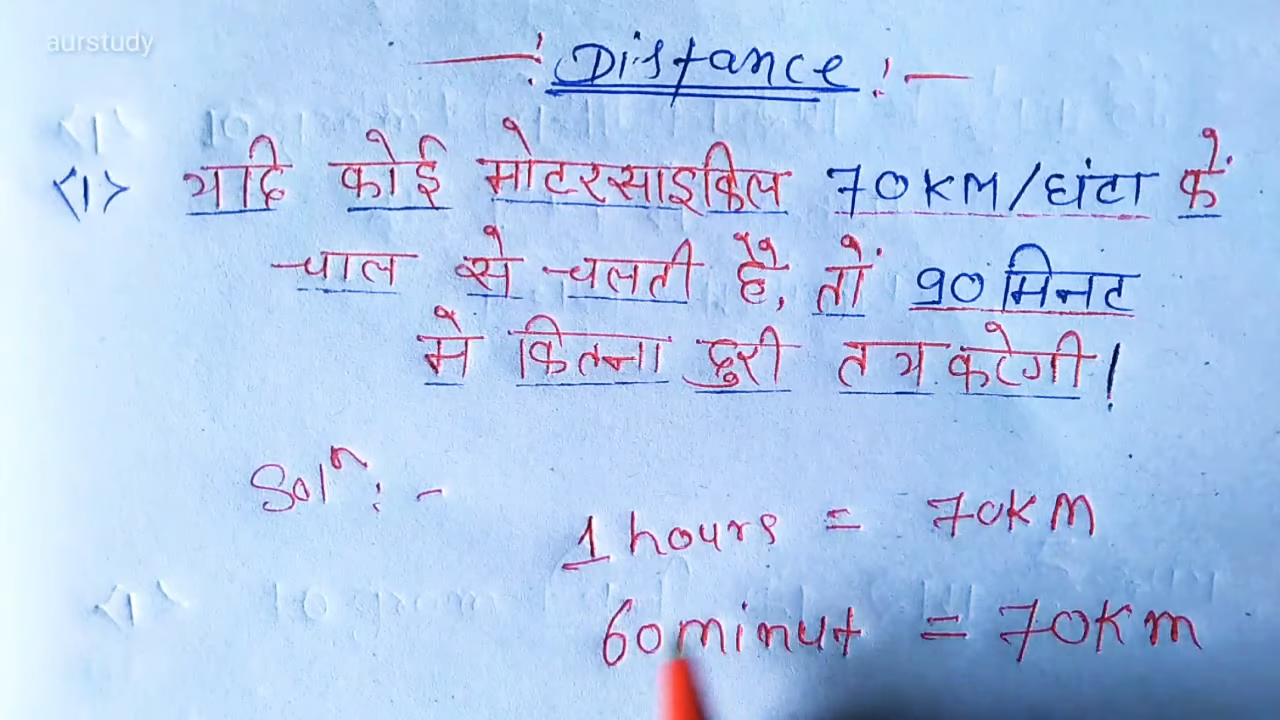 aurstudy
—! Distance !—
<1> यदि कोई मोटरसाइकिल 70KM/घंटा के
चाल से चलती है, तो 90 मिनट
मे कितना दुरी तय करेगी।
Solⁿ: -
1 hours = 70KM
60 minut = 70KM